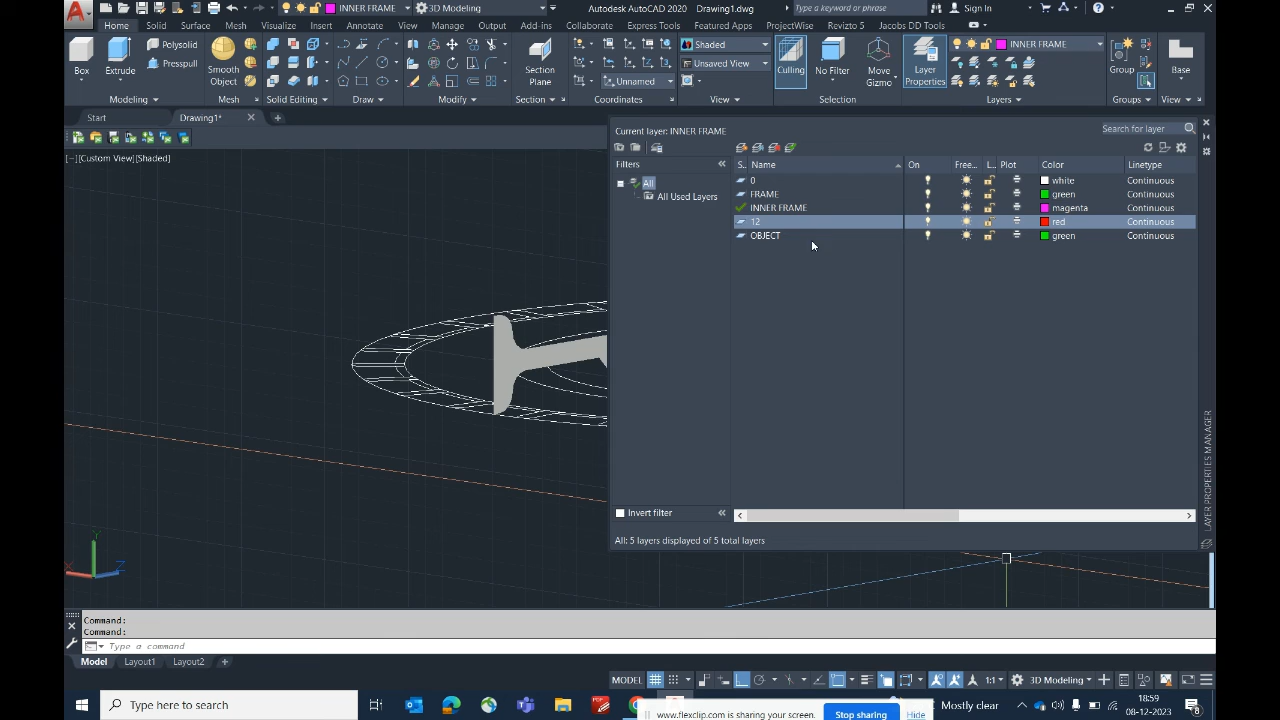 INNER FRAME
3D Modeling
Autodesk AutoCAD 2020 Drawing1.dwg
Type a keyword or phrase
Sign In
Home Solid Surface Mesh Visualize Insert Annotate View Manage Output Add-ins Collaborate Express Tools Featured Apps ProjectWise Revizto 5 Jacobs DD Tools
Polysolid
Shaded
INNER FRAME
Box Extrude Presspull
Smooth Object
Section Plane
Unsaved View
Unnamed
Culling No Filter Move Gizmo
Layer Properties
Group Base
Modeling Mesh Solid Editing Draw Modify Section Coordinates View Selection Layers Groups View
Start Drawing1*
Current layer: INNER FRAME
Search for layer
[−][Custom View][Shaded]
Filters
S.. Name On Free... L.. Plot Color Linetype
All
All Used Layers
0 white Continuous
FRAME green Continuous
INNER FRAME magenta Continuous
12 red Continuous
OBJECT green Continuous
LAYER PROPERTIES MANAGER
Invert filter
All: 5 layers displayed of 5 total layers
Y
X Z
Command:
Command:
Type a command
Model Layout1 Layout2
MODEL 1:1 3D Modeling
Type here to search
Mostly clear
18:59
08-12-2023
www.flexclip.com is sharing your screen. Stop sharing Hide